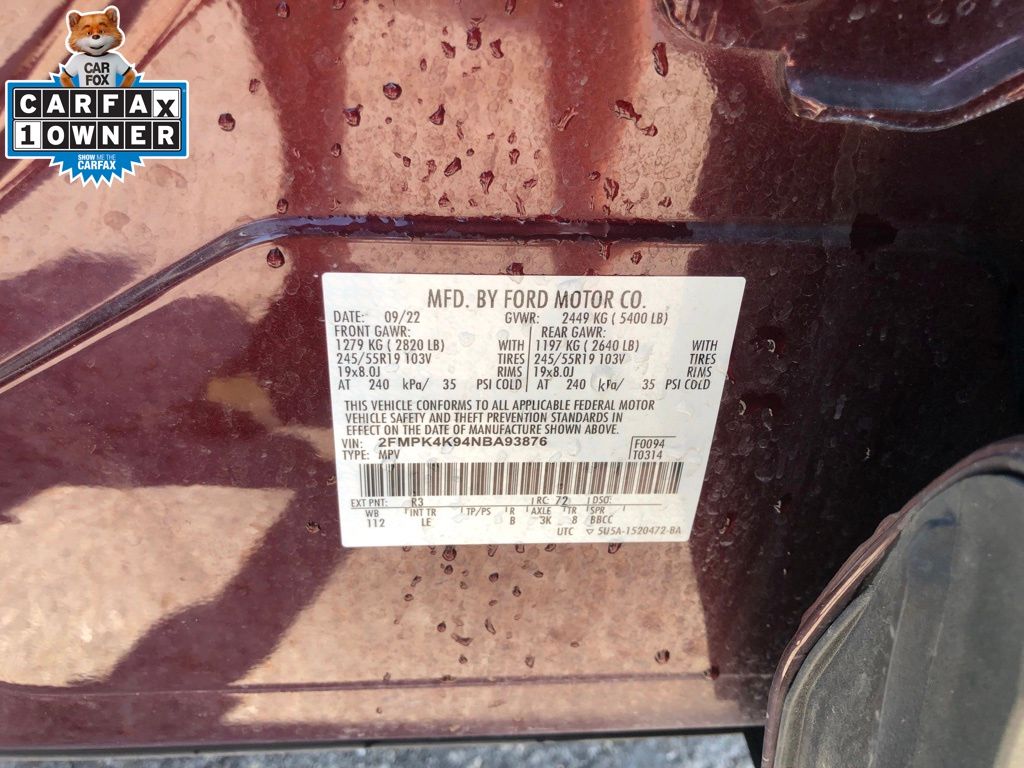 CAR
FOX
CARFAX
1 OWNER
SHOW ME THE
CARFAX
MFD. BY FORD MOTOR CO.
DATE: 09/22 GVWR: 2449 KG ( 5400 LB)
FRONT GAWR: REAR GAWR:
1279 KG ( 2820 LB) WITH 1197 KG ( 2640 LB) WITH
245/55R19 103V TIRES 245/55R19 103V TIRES
19x8.0J RIMS 19x8.0J RIMS
AT 240 kPa/ 35 PSI COLD AT 240 kPa/ 35 PSI COLD
THIS VEHICLE CONFORMS TO ALL APPLICABLE FEDERAL MOTOR
VEHICLE SAFETY AND THEFT PREVENTION STANDARDS IN
EFFECT ON THE DATE OF MANUFACTURE SHOWN ABOVE.
VIN: 2FMPK4K94NBA93876 F0094
TYPE: MPV T0314
EXT PNT: R3 RC: 72 DSO:
WB INT TR TP/PS R AXLE TR SPR
112 LE B 3K 8 BBCC
UTC ▽ 5U5A-1520472-BA